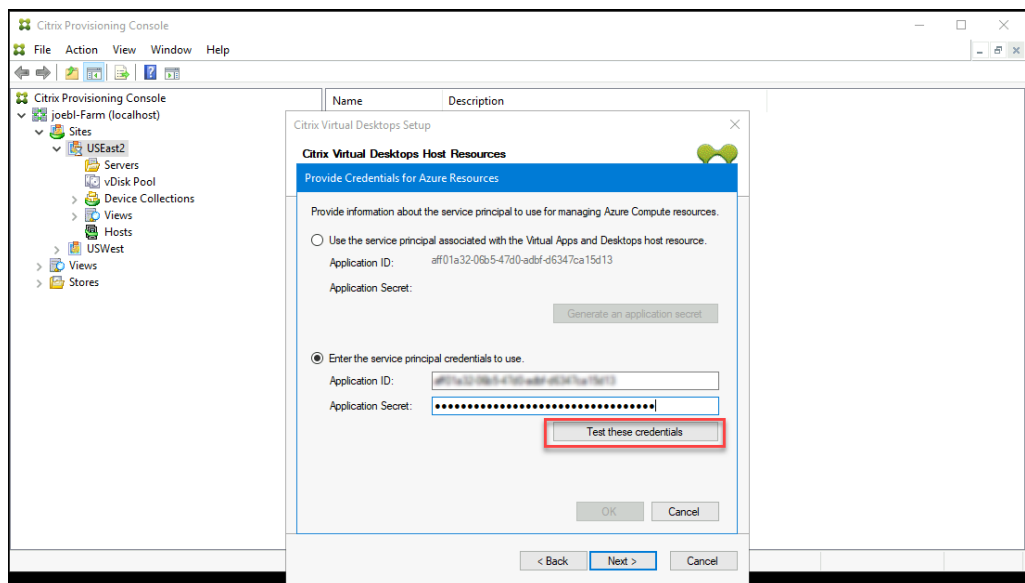 Citrix Provisioning Console
File Action View Window Help
Citrix Provisioning Console
joebl-Farm (localhost)
Sites
USEast2
Servers
vDisk Pool
Device Collections
Views
Hosts
USWest
Views
Stores
Name Description
Citrix Virtual Desktops Setup
Citrix Virtual Desktops Host Resources
Provide Credentials for Azure Resources
Provide information about the service principal to use for managing Azure Compute resources.
Use the service principal associated with the Virtual Apps and Desktops host resource.
Application ID: aff01a32-06b5-47d0-adbf-d6347ca15d13
Application Secret:
Generate an application secret
Enter the service principal credentials to use.
Application ID:
Application Secret:
Test these credentials
OK Cancel
< Back Next > Cancel